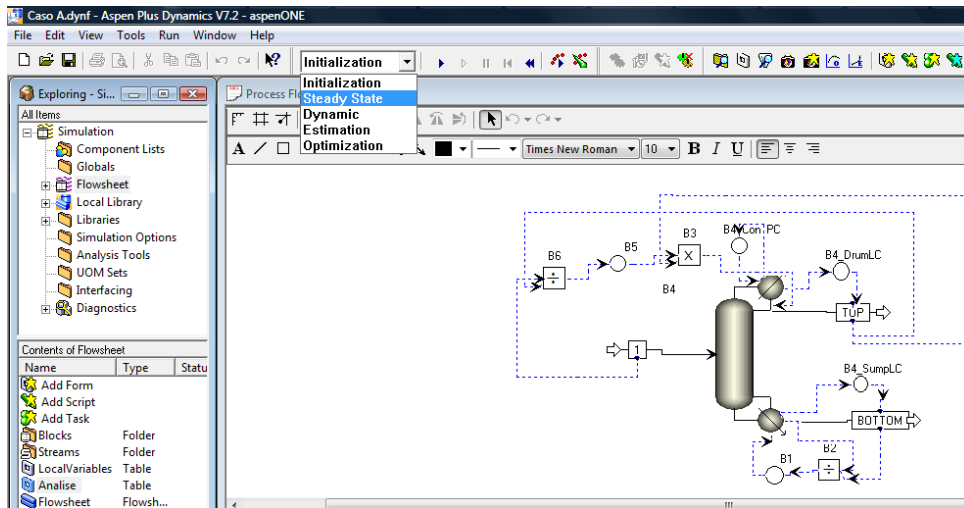 Caso A.dynf - Aspen Plus Dynamics V7.2 - aspenONE
File Edit View Tools Run Window Help
Initialization
Initialization
Steady State
Dynamic
Estimation
Optimization
Exploring - Si...
Process Fl
All Items
Simulation
Component Lists
Globals
Flowsheet
Local Library
Libraries
Simulation Options
Analysis Tools
UOM Sets
Interfacing
Diagnostics
Contents of Flowsheet
Name Type Statu
Add Form
Add Script
Add Task
Blocks Folder
Streams Folder
LocalVariables Table
Analise Table
Flowsheet Flowsh...
A Times New Roman 10 B I U
B6
÷
B5
B3
X
B4
B4_DrumLC
TOP
1
B4_SumpLC
BOTTOM
B1
B2
÷